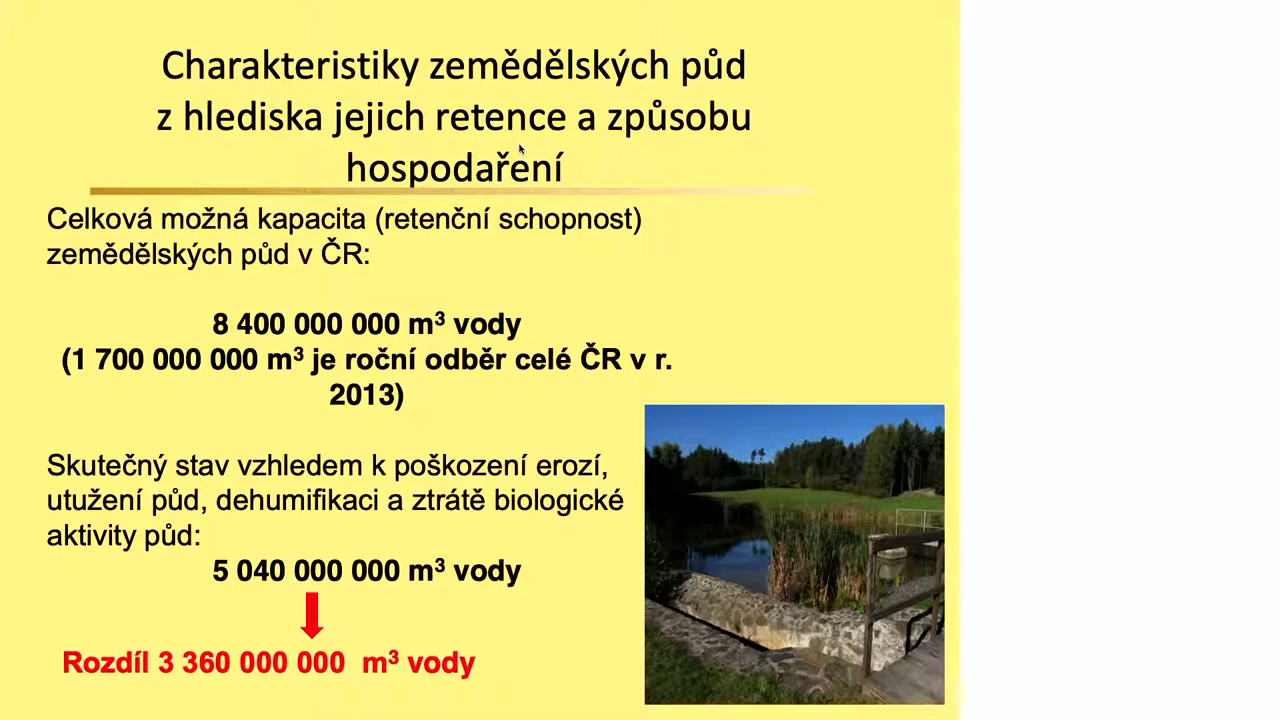 Charakteristiky zemědělských půd
z hlediska jejich retence a způsobu
hospodaření
Celková možná kapacita (retenční schopnost)
zemědělských půd v ČR:
8 400 000 000 m³ vody
(1 700 000 000 m³ je roční odběr celé ČR v r.
2013)
Skutečný stav vzhledem k poškození erozí,
utužení půd, dehumifikaci a ztrátě biologické
aktivity půd:
5 040 000 000 m³ vody
Rozdíl 3 360 000 000  m³ vody